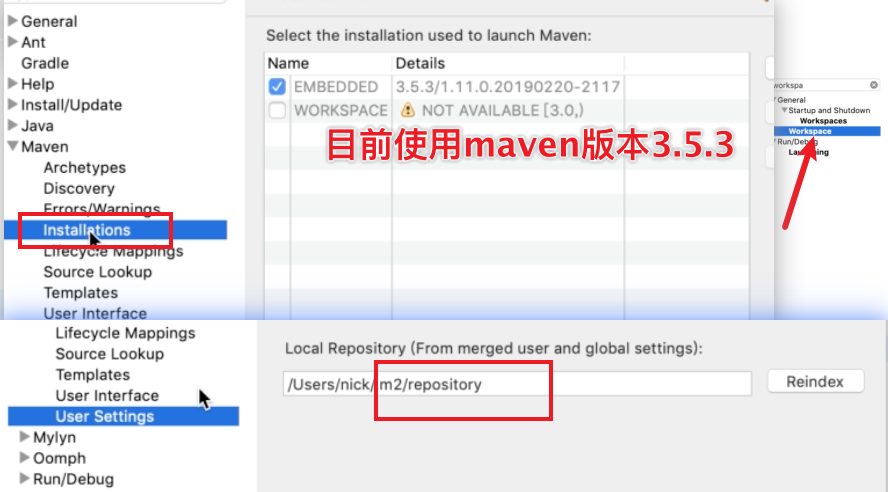 General
Ant
Gradle
Help
Install/Update
Java
Maven
Archetypes
Discovery
Errors/Warnings
Installations
Lifecycle Mappings
Source Lookup
Templates
User Interface
Select the installation used to launch Maven:
Name Details
EMBEDDED 3.5.3/1.11.0.20190220-2117
WORKSPACE NOT AVAILABLE [3.0,)
目前使用maven版本3.5.3
workspa
General
Startup and Shutdown
Workspaces
Workspace
Run/Debug
Lifecycle Mappings
Source Lookup
Templates
User Interface
User Settings
Mylyn
Oomph
Run/Debug
Local Repository (From merged user and global settings):
/Users/nick/.m2/repository
Reindex